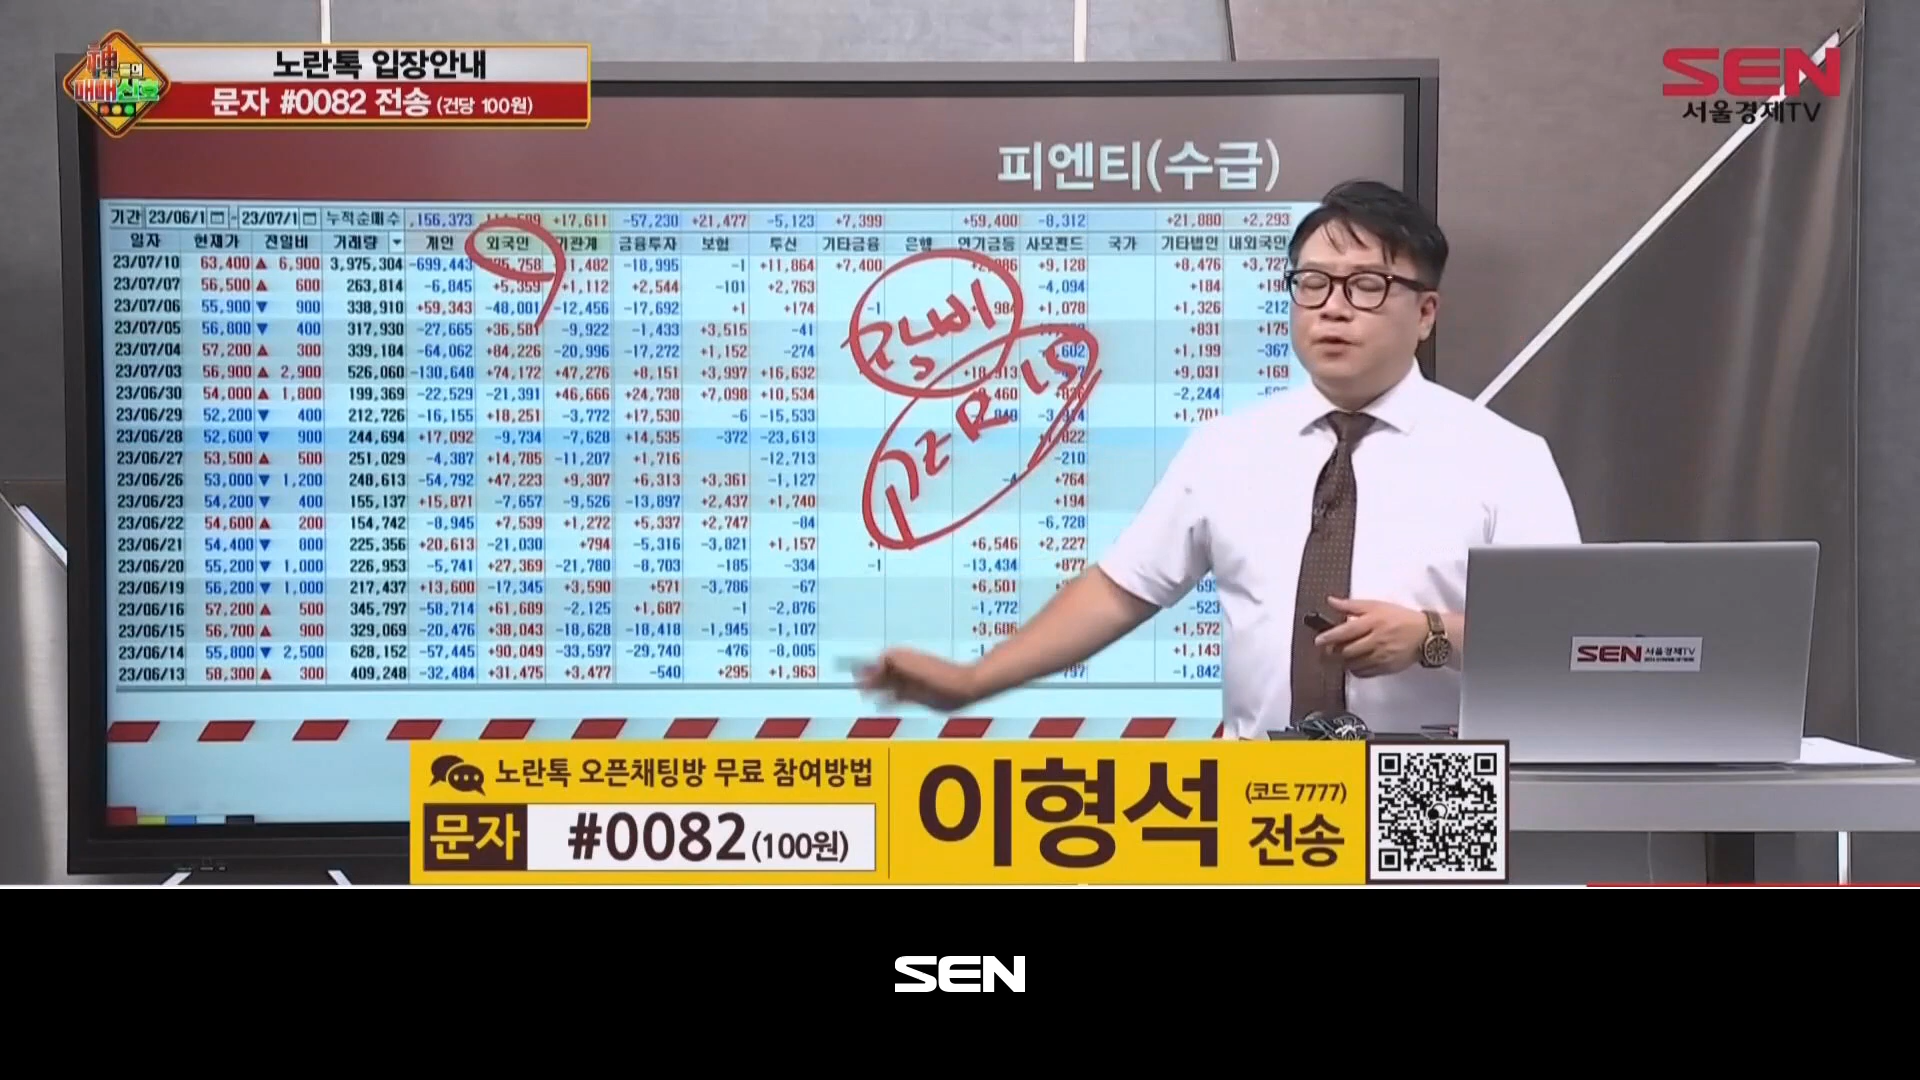 神들의
매매신호
노란톡 입장안내
문자 #0082 전송 (건당 100원)
SEN
서울경제TV
피엔티(수급)
기간 23/06/1 - 23/07/1 누적순매수 ,156,373 +17,611 -57,230 +21,477 -5,123 +7,399 +59,400 -8,312 +21,880 +2,293
일자 현재가 전일비 거래량 개인 외국인 기관계 금융투자 보험 투신 기타금융 은행 연기금등 사모펀드 국가 기타법인 내외국인
23/07/10 63,400 ▲ 6,900 3,975,304 -699,443 -18,995 -1 +11,864 +7,400 +9,128 +8,476 +3,727
23/07/07 56,500 ▲ 600 263,814 -6,845 +5,359 +1,112 +2,544 -101 +2,763 -4,094 +184 +190
23/07/06 55,900 ▼ 900 338,910 +59,343 -48,001 -12,456 -17,692 +1 +174 -1 +1,078 +1,326 -212
23/07/05 56,800 ▼ 400 317,930 -27,665 +36,581 -9,922 -1,433 +3,515 -41 +831 +175
23/07/04 57,200 ▲ 300 339,184 -64,062 +84,226 -20,996 -17,272 +1,152 -274 +1,199 -367
23/07/03 56,900 ▲ 2,900 526,060 -130,648 +74,172 +47,276 +8,151 +3,997 +16,632 +9,031 +169
23/06/30 54,000 ▲ 1,800 199,369 -22,529 -21,391 +46,666 +24,738 +7,098 +10,534 -2,244
23/06/29 52,200 ▼ 400 212,726 -16,155 +18,251 -3,772 +17,530 -6 -15,533
23/06/28 52,600 ▼ 900 244,694 +17,092 -9,734 -7,628 +14,535 -372 -23,613
23/06/27 53,500 ▲ 500 251,029 -4,387 +14,785 -11,207 +1,716 -12,713 -210
23/06/26 53,000 ▼ 1,200 248,613 -54,792 +47,223 +9,307 +6,313 +3,361 -1,127 +764
23/06/23 54,200 ▼ 400 155,137 +15,871 -7,657 -9,526 -13,897 +2,437 +1,740 +194
23/06/22 54,600 ▲ 200 154,742 -8,945 +7,539 +1,272 +5,337 +2,747 -84 -6,728
23/06/21 54,400 ▼ 800 225,356 +20,613 -21,030 +794 -5,316 -3,021 +1,157 +6,546 +2,227
23/06/20 55,200 ▼ 1,000 226,953 -5,741 +27,369 -21,780 -8,703 -185 -334 -1 -13,434 +877
23/06/19 56,200 ▼ 1,000 217,437 +13,600 -17,345 +3,590 +571 -3,786 -67 +6,501
23/06/16 57,200 ▲ 500 345,797 -58,714 +61,689 -2,125 +1,687 -1 -2,876 -1,772 -523
23/06/15 56,700 ▲ 900 329,069 -20,476 +38,043 -18,628 -18,418 -1,945 -1,107 +3,686 +1,572
23/06/14 55,800 ▼ 2,500 628,152 -57,445 +90,049 -33,597 -29,740 -476 -8,005 +1,143
23/06/13 58,300 ▲ 300 409,248 -32,484 +31,475 +3,477 -540 +295 +1,963 -1,842
장비
PER 15
SEN 서울경제TV
노란톡 오픈채팅방 무료 참여방법
문자 #0082 (100원)
이형석 (코드 7777) 전송
SEN